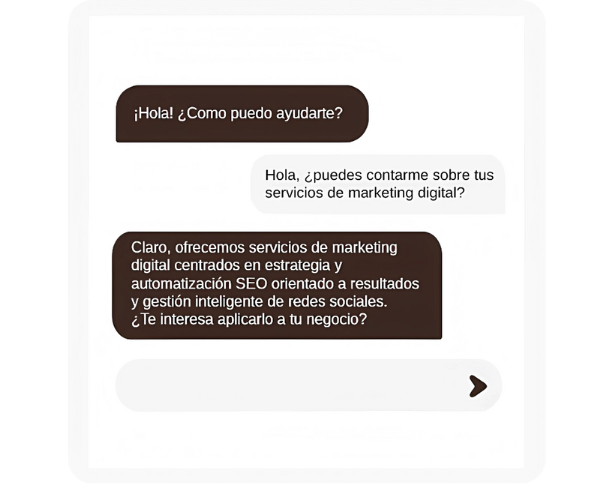 ¡Hola! ¿Como puedo ayudarte?
Hola, ¿puedes contarme sobre tus
servicios de marketing digital?
Claro, ofrecemos servicios de marketing
digital centrados en estrategia y
automatización SEO orientado a resultados
y gestión inteligente de redes sociales.
¿Te interesa aplicarlo a tu negocio?